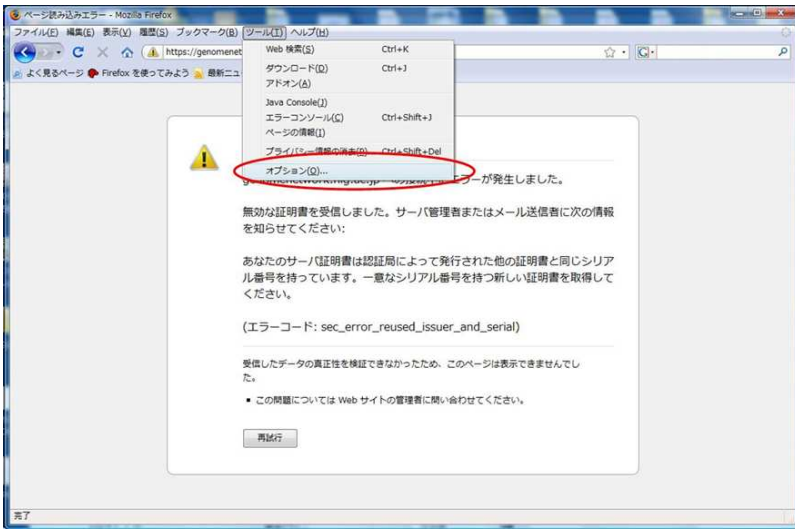 ページ読み込みエラー - Mozilla Firefox
ファイル(F) 編集(E) 表示(V) 履歴(S) ブックマーク(B) ツール(T) ヘルプ(H)
https://genomenet
よく見るページ Firefox を使ってみよう 最新ニュ
Web 検索(S) Ctrl+K
ダウンロード(D) Ctrl+J
アドオン(A)
Java Console(J)
エラーコンソール(C) Ctrl+Shift+J
ページの情報(I)
プライバシー情報の消去(P)... Ctrl+Shift+Del
オプション(O)...
エラーが発生しました。
無効な証明書を受信しました。サーバ管理者またはメール送信者に次の情報
を知らせてください:
あなたのサーバ証明書は認証局によって発行された他の証明書と同じシリア
ル番号を持っています。一意なシリアル番号を持つ新しい証明書を取得して
ください。
(エラーコード: sec_error_reused_issuer_and_serial)
受信したデータの真正性を検証できなかったため、このページは表示できませんでし
た。
この問題については Web サイトの管理者に問い合わせてください。
再試行
完了